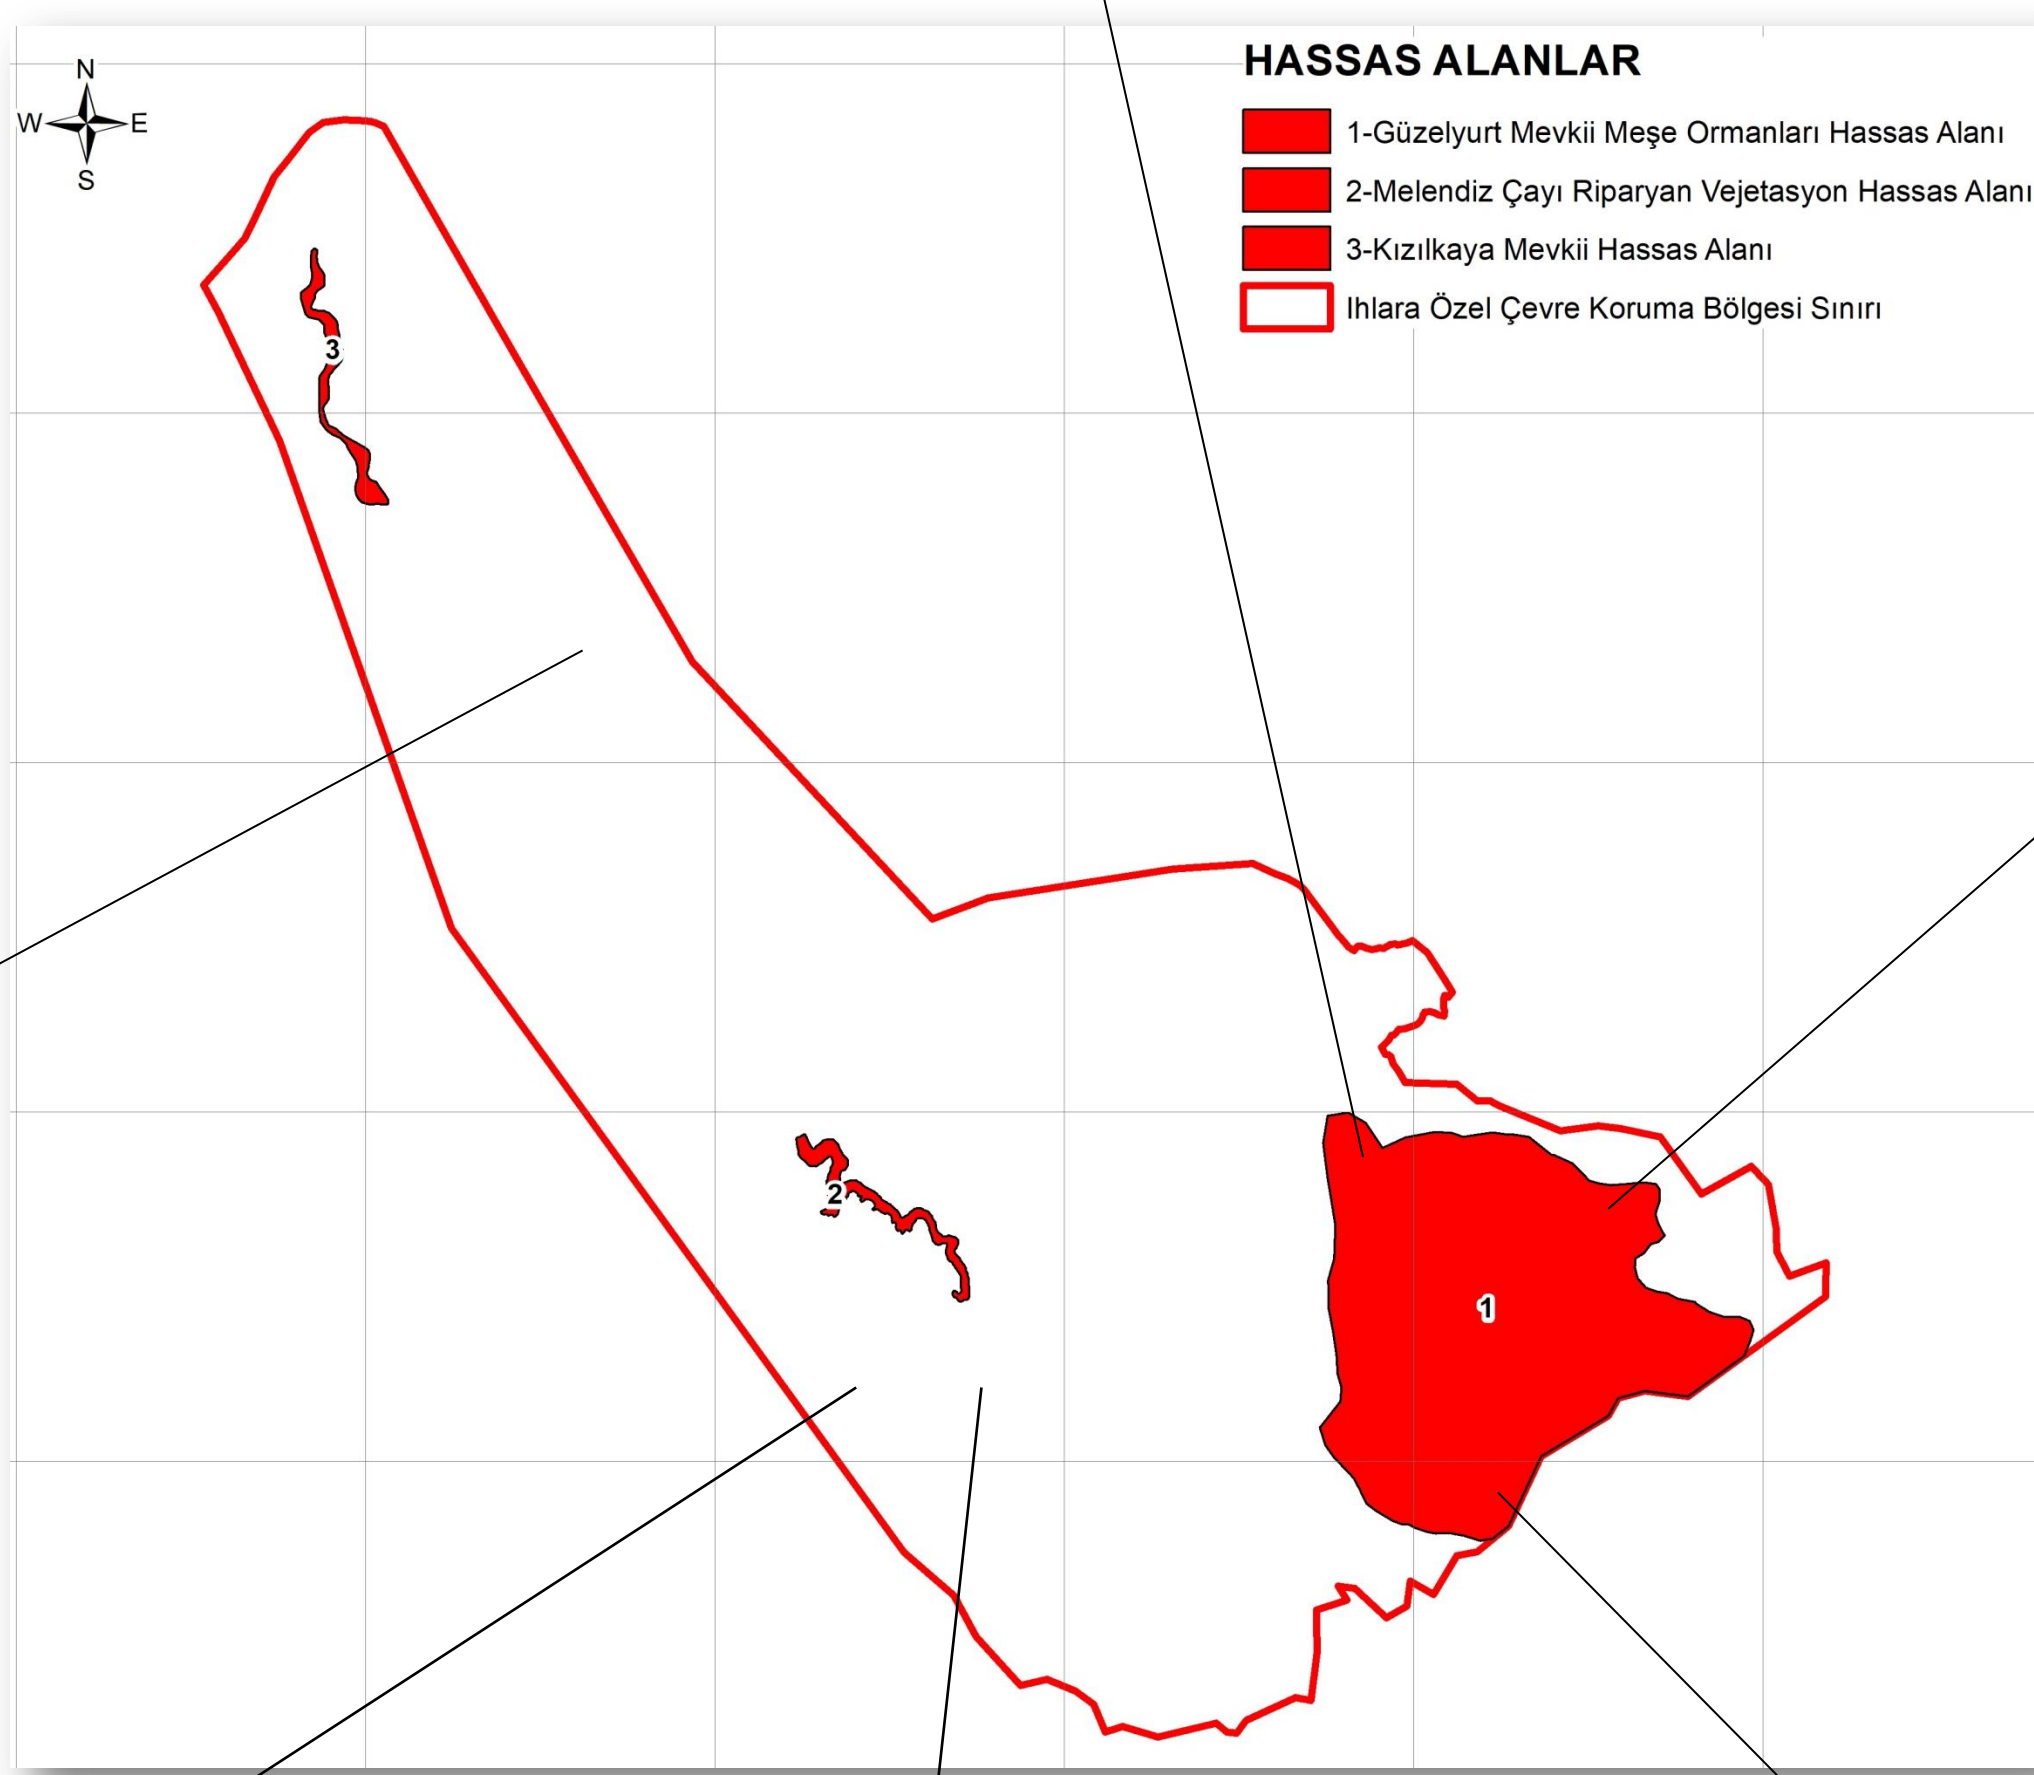 N
W E
S
HASSAS ALANLAR
1-Güzelyurt Mevkii Meşe Ormanları Hassas Alanı
2-Melendiz Çayı Riparyan Vejetasyon Hassas Alanı
3-Kızılkaya Mevkii Hassas Alanı
Ihlara Özel Çevre Koruma Bölgesi Sınırı
3
2
1